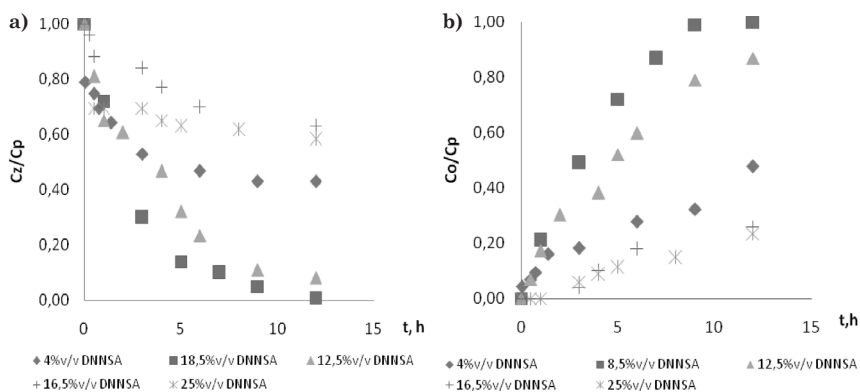 a)
1,00
0,80
0,60
0,40
0,20
0,00
Cz/Cp
0
5
10
15
t, h
4%v/v DNNSA
18,5%v/v DNNSA
12,5%v/v DNNSA
16,5%v/v DNNSA
25%v/v DNNSA
b)
1,00
0,80
0,60
0,40
0,20
0,00
Co/Cp
0
5
10
15
t, h
4%v/v DNNSA
8,5%v/v DNNSA
12,5%v/v DNNSA
16,5%v/v DNNSA
25%v/v DNNSA